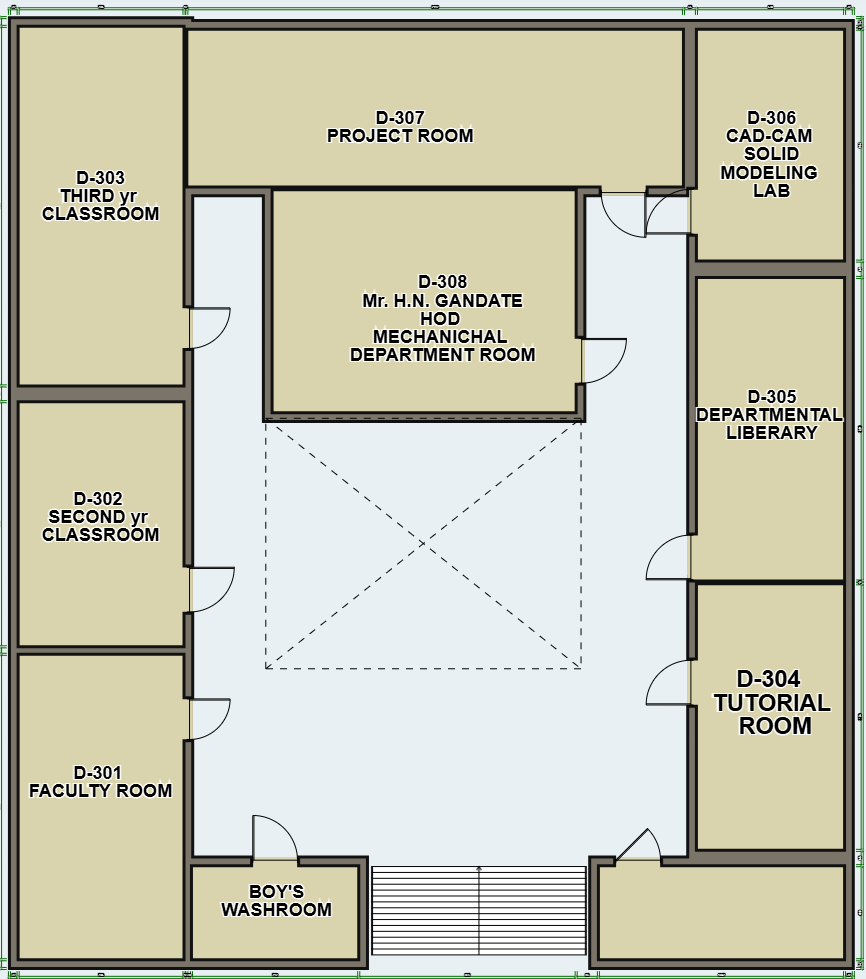 D-307
PROJECT ROOM
D-306
CAD-CAM
SOLID
MODELING
LAB
D-303
THIRD yr
CLASSROOM
D-308
Mr. H.N. GANDATE
HOD
MECHANICHAL
DEPARTMENT ROOM
D-305
DEPARTMENTAL
LIBERARY
D-302
SECOND yr
CLASSROOM
D-304
TUTORIAL
ROOM
D-301
FACULTY ROOM
BOY'S
WASHROOM